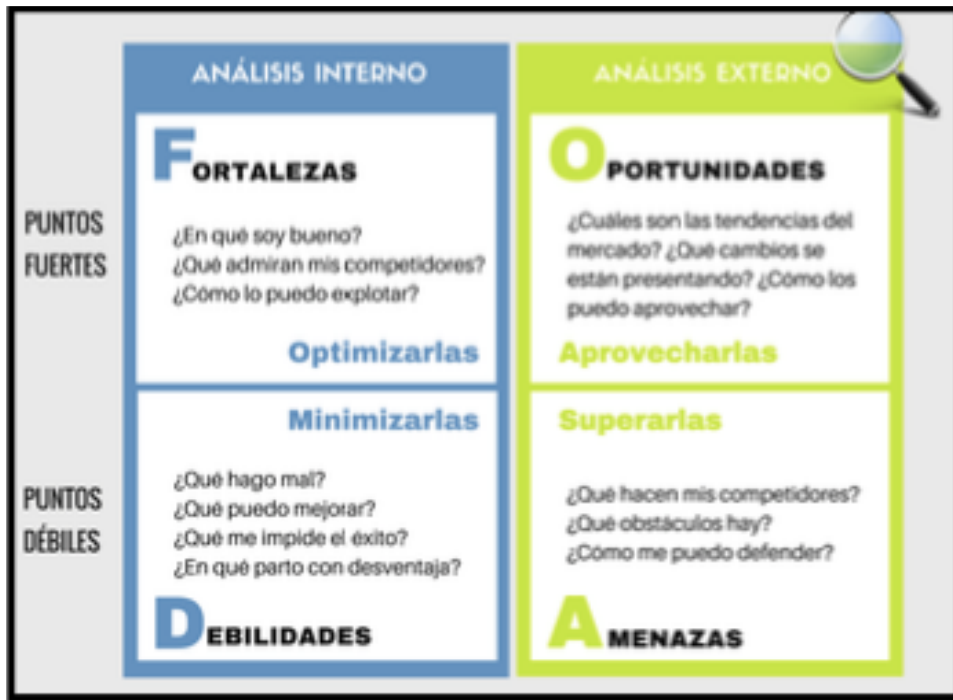 ANÁLISIS INTERNO
ANÁLISIS EXTERNO
PUNTOS
FUERTES
FORTALEZAS
¿En qué soy bueno?
¿Qué admiran mis competidores?
¿Cómo lo puedo explotar?
Optimizarlas
OPORTUNIDADES
¿Cuáles son las tendencias del
mercado? ¿Qué cambios se
están presentando? ¿Cómo los
puedo aprovechar?
Aprovecharlas
PUNTOS
DÉBILES
Minimizarlas
¿Qué hago mal?
¿Qué puedo mejorar?
¿Qué me impide el éxito?
¿En qué parto con desventaja?
DEBILIDADES
Superarlas
¿Qué hacen mis competidores?
¿Qué obstáculos hay?
¿Cómo me puedo defender?
AMENAZAS